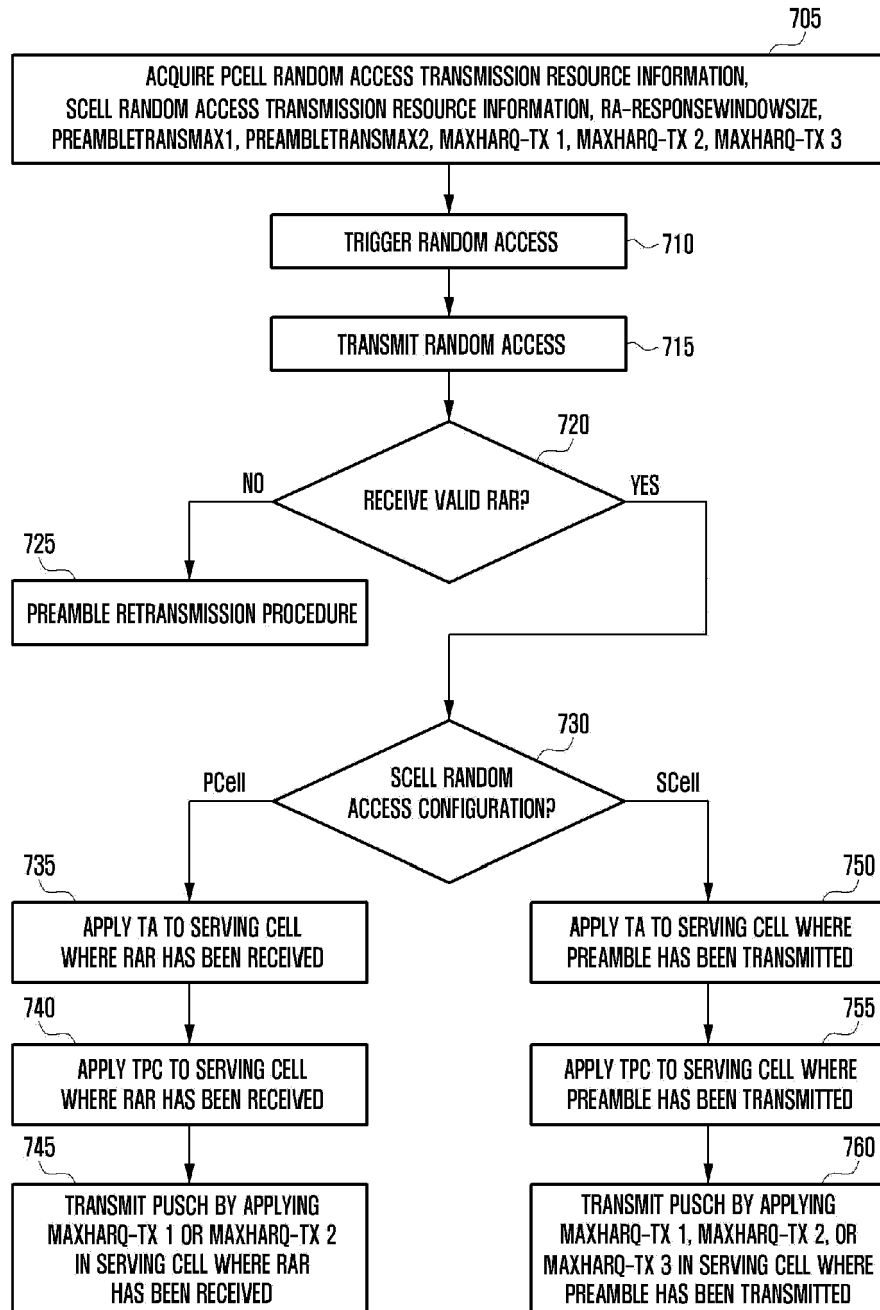 705
ACQUIRE PCELL RANDOM ACCESS TRANSMISSION RESOURCE INFORMATION,
SCELL RANDOM ACCESS TRANSMISSION RESOURCE INFORMATION, RA-RESPONSEWINDOWSIZE,
PREAMBLETRANSMAX1, PREAMBLETRANSMAX2, MAXHARQ-TX 1, MAXHARQ-TX 2, MAXHARQ-TX 3
TRIGGER RANDOM ACCESS
710
TRANSMIT RANDOM ACCESS
715
720
NO
RECEIVE VALID RAR?
YES
725
PREAMBLE RETRANSMISSION PROCEDURE
730
PCell
SCELL RANDOM
ACCESS CONFIGURATION?
SCell
735
APPLY TA TO SERVING CELL
WHERE RAR HAS BEEN RECEIVED
750
APPLY TA TO SERVING CELL WHERE
PREAMBLE HAS BEEN TRANSMITTED
740
APPLY TPC TO SERVING CELL
WHERE RAR HAS BEEN RECEIVED
755
APPLY TPC TO SERVING CELL WHERE
PREAMBLE HAS BEEN TRANSMITTED
745
TRANSMIT PUSCH BY APPLYING
MAXHARQ-TX 1 OR MAXHARQ-TX 2
IN SERVING CELL WHERE RAR
HAS BEEN RECEIVED
760
TRANSMIT PUSCH BY APPLYING
MAXHARQ-TX 1, MAXHARQ-TX 2, OR
MAXHARQ-TX 3 IN SERVING CELL WHERE
PREAMBLE HAS BEEN TRANSMITTED